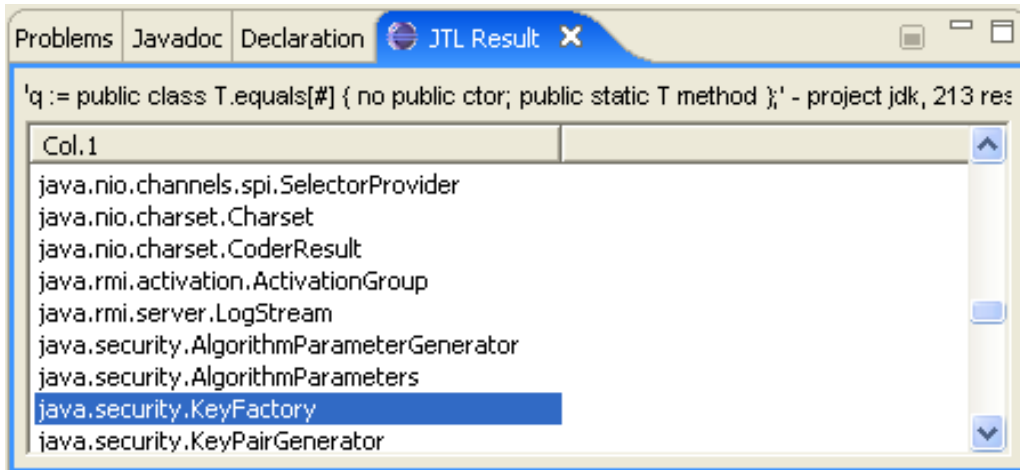 Problems Javadoc Declaration JTL Result
'q := public class T.equals[#] { no public ctor; public static T method };' - project jdk, 213 res
Col.1
java.nio.channels.spi.SelectorProvider
java.nio.charset.Charset
java.nio.charset.CoderResult
java.rmi.activation.ActivationGroup
java.rmi.server.LogStream
java.security.AlgorithmParameterGenerator
java.security.AlgorithmParameters
java.security.KeyFactory
java.security.KeyPairGenerator